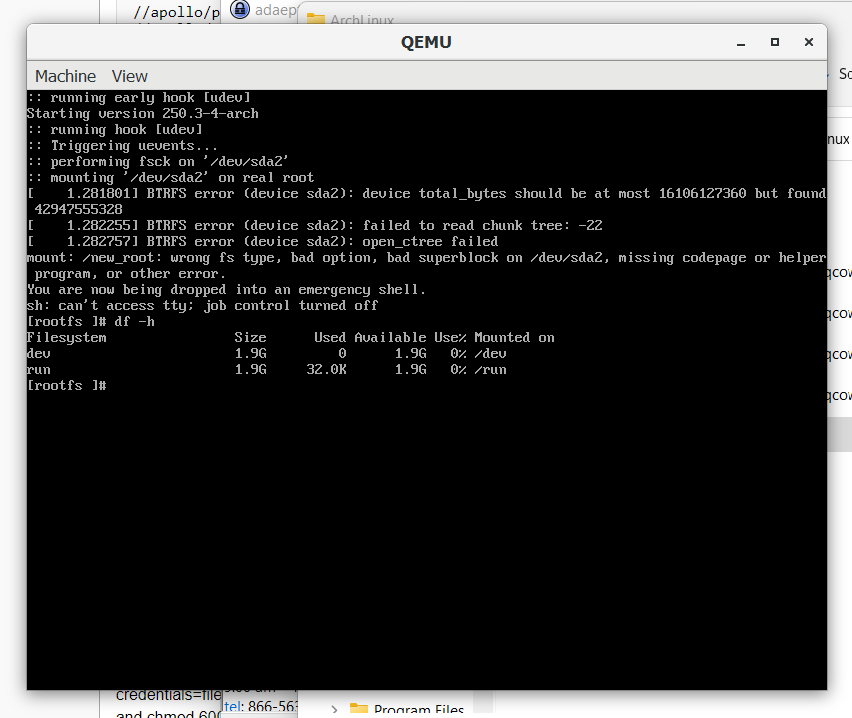 //apollo/p
adaep
ArchLinux
QEMU
Machine View
:: running early hook [udev]
Starting version 250.3-4-arch
:: running hook [udev]
:: Triggering uevents...
:: performing fsck on '/dev/sda2'
:: mounting '/dev/sda2' on real root
[    1.281801] BTRFS error (device sda2): device total_bytes should be at most 16106127360 but found
 42947555328
[    1.282255] BTRFS error (device sda2): failed to read chunk tree: -22
[    1.282757] BTRFS error (device sda2): open_ctree failed
mount: /new_root: wrong fs type, bad option, bad superblock on /dev/sda2, missing codepage or helper
 program, or other error.
You are now being dropped into an emergency shell.
sh: can't access tty; job control turned off
[rootfs ]# df -h
Filesystem                Size      Used Available Use% Mounted on
dev                       1.9G         0      1.9G   0% /dev
run                       1.9G     32.0K      1.9G   0% /run
[rootfs ]#
So
nux
qcow
qcow
qcow
qcow
credentials=file
tel: 866-563
and chmod 600
Program Files